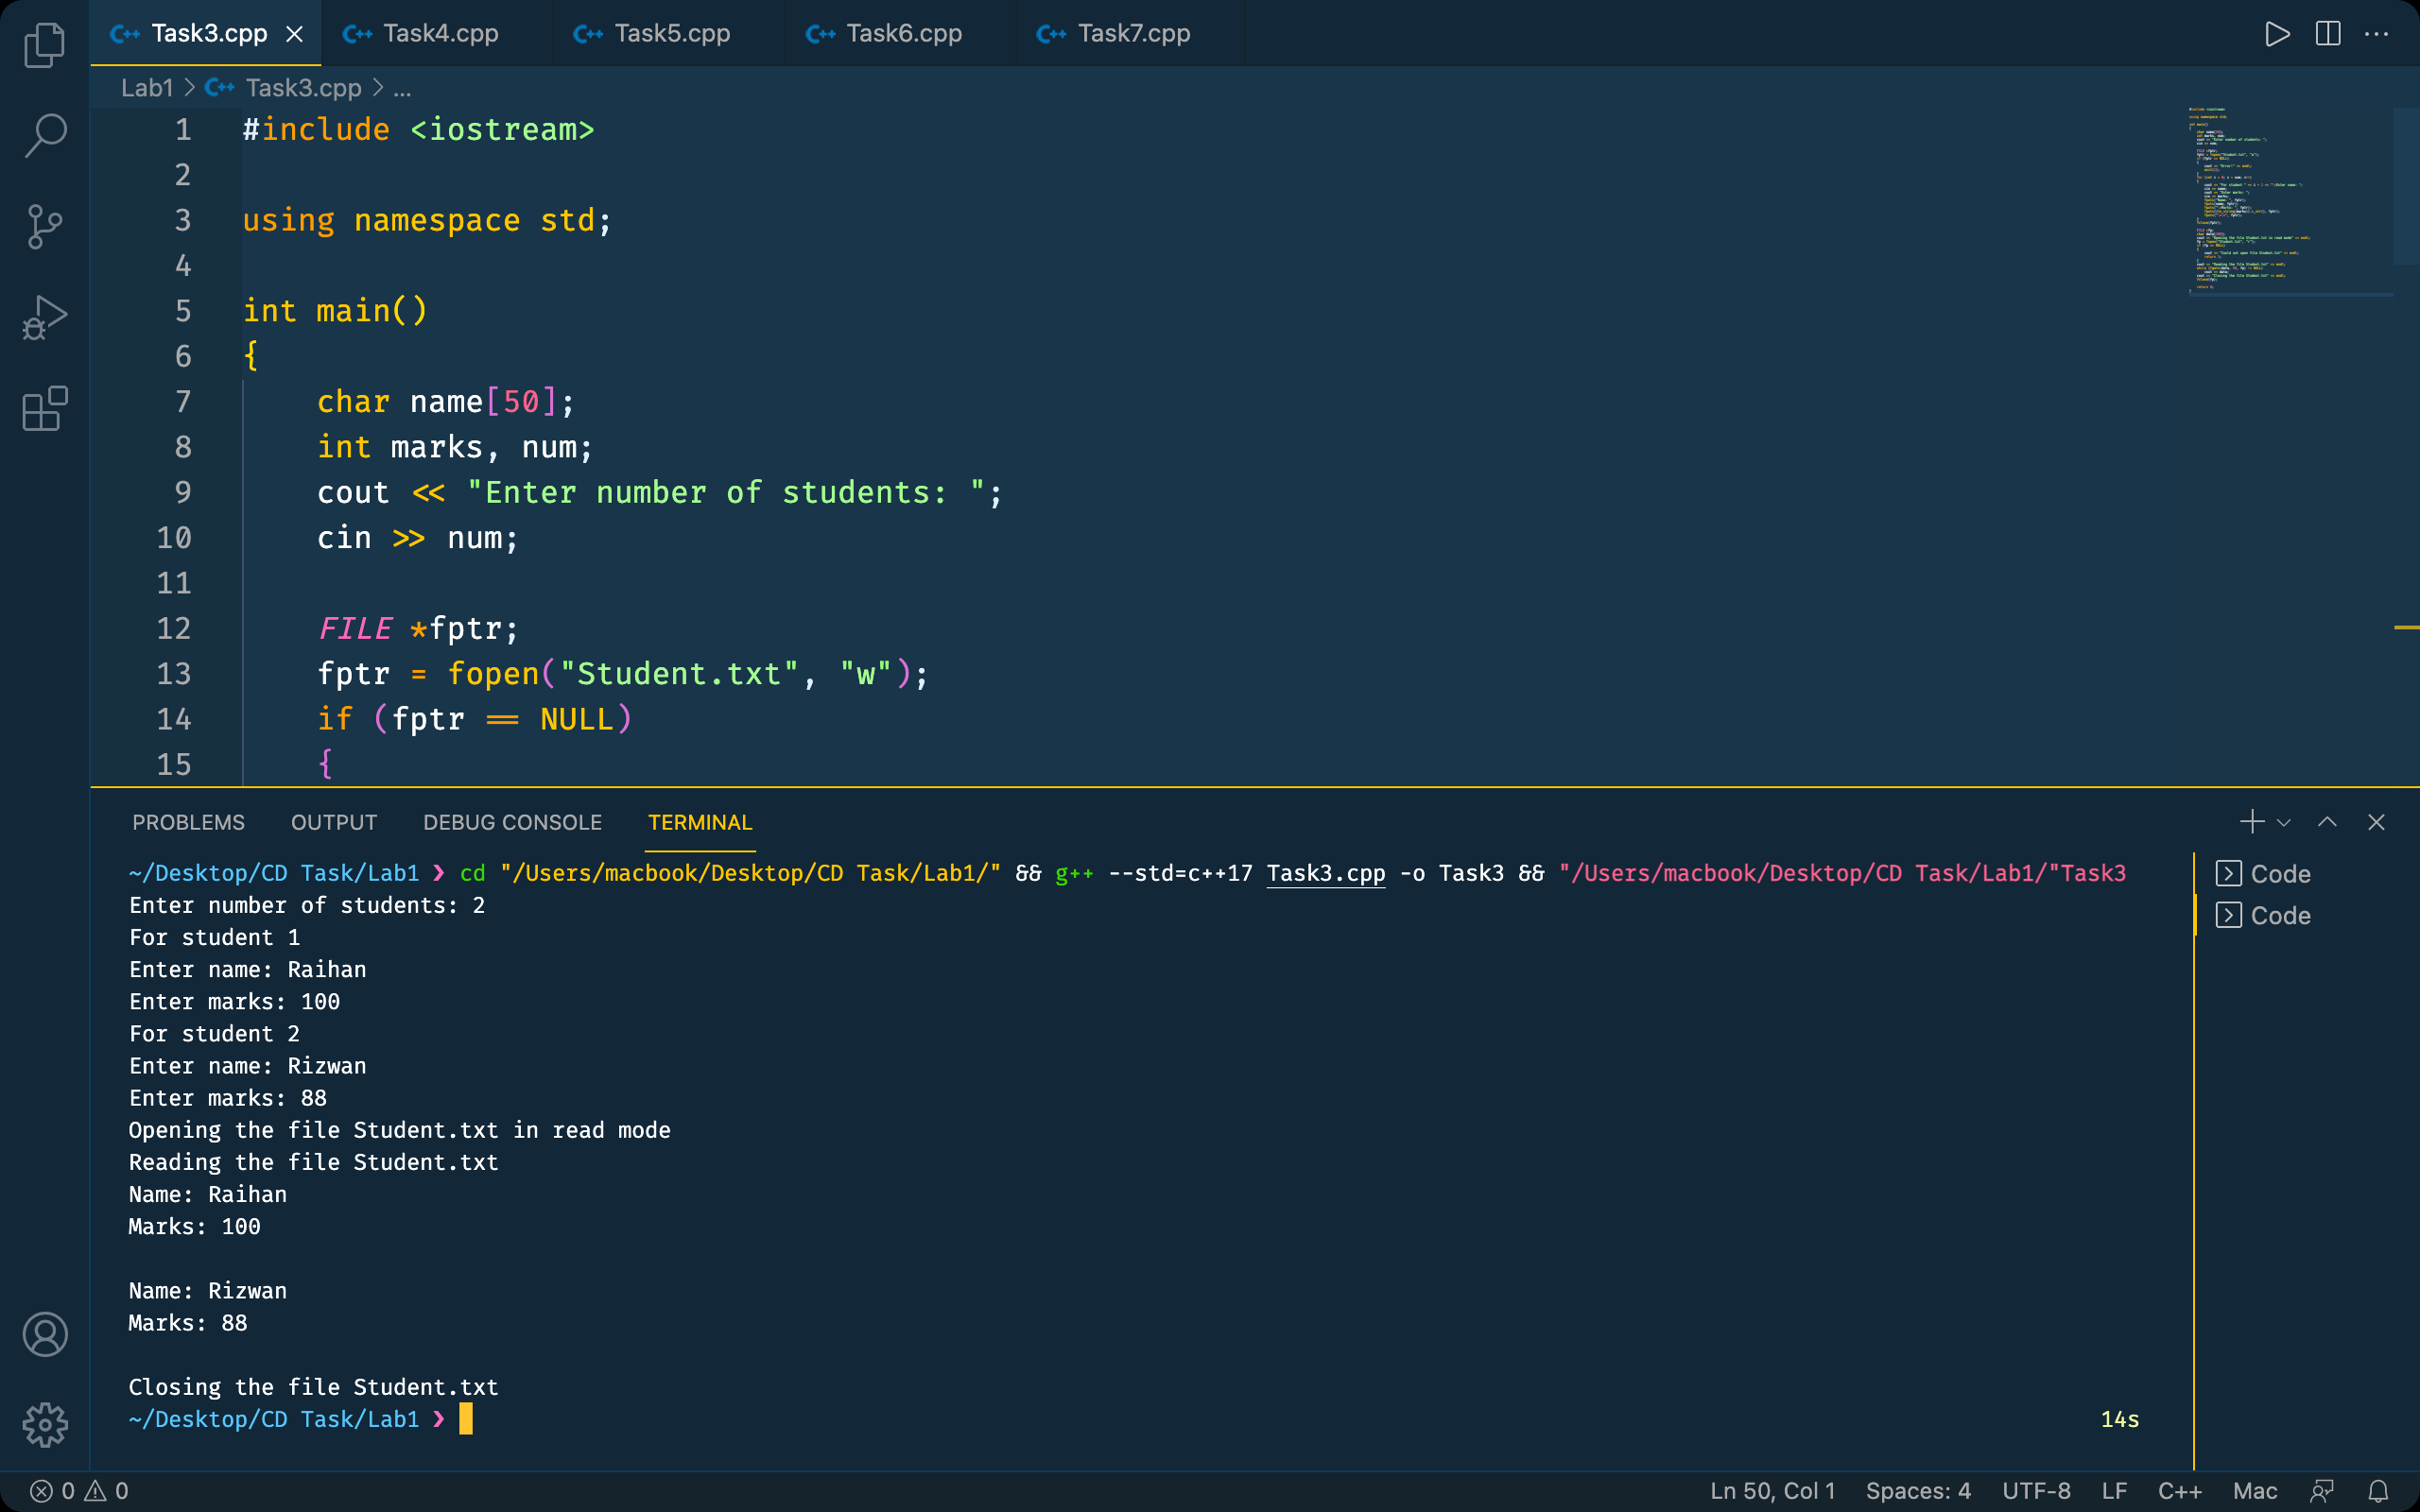 Task3.cpp Task4.cpp Task5.cpp Task6.cpp Task7.cpp
Lab1 > Task3.cpp > ...
1 #include <iostream>
2
3 using namespace std;
4
5 int main()
6 {
7 char name[50];
8 int marks, num;
9 cout << "Enter number of students: ";
10 cin >> num;
11
12 FILE *fptr;
13 fptr = fopen("Student.txt", "w");
14 if (fptr == NULL)
15 {
PROBLEMS OUTPUT DEBUG CONSOLE TERMINAL
~/Desktop/CD Task/Lab1 ❯ cd "/Users/macbook/Desktop/CD Task/Lab1/" && g++ --std=c++17 Task3.cpp -o Task3 && "/Users/macbook/Desktop/CD Task/Lab1/"Task3
Enter number of students: 2
For student 1
Enter name: Raihan
Enter marks: 100
For student 2
Enter name: Rizwan
Enter marks: 88
Opening the file Student.txt in read mode
Reading the file Student.txt
Name: Raihan
Marks: 100

Name: Rizwan
Marks: 88

Closing the file Student.txt
~/Desktop/CD Task/Lab1 ❯ 14s
Code
Code
0 0 Ln 50, Col 1 Spaces: 4 UTF-8 LF C++ Mac